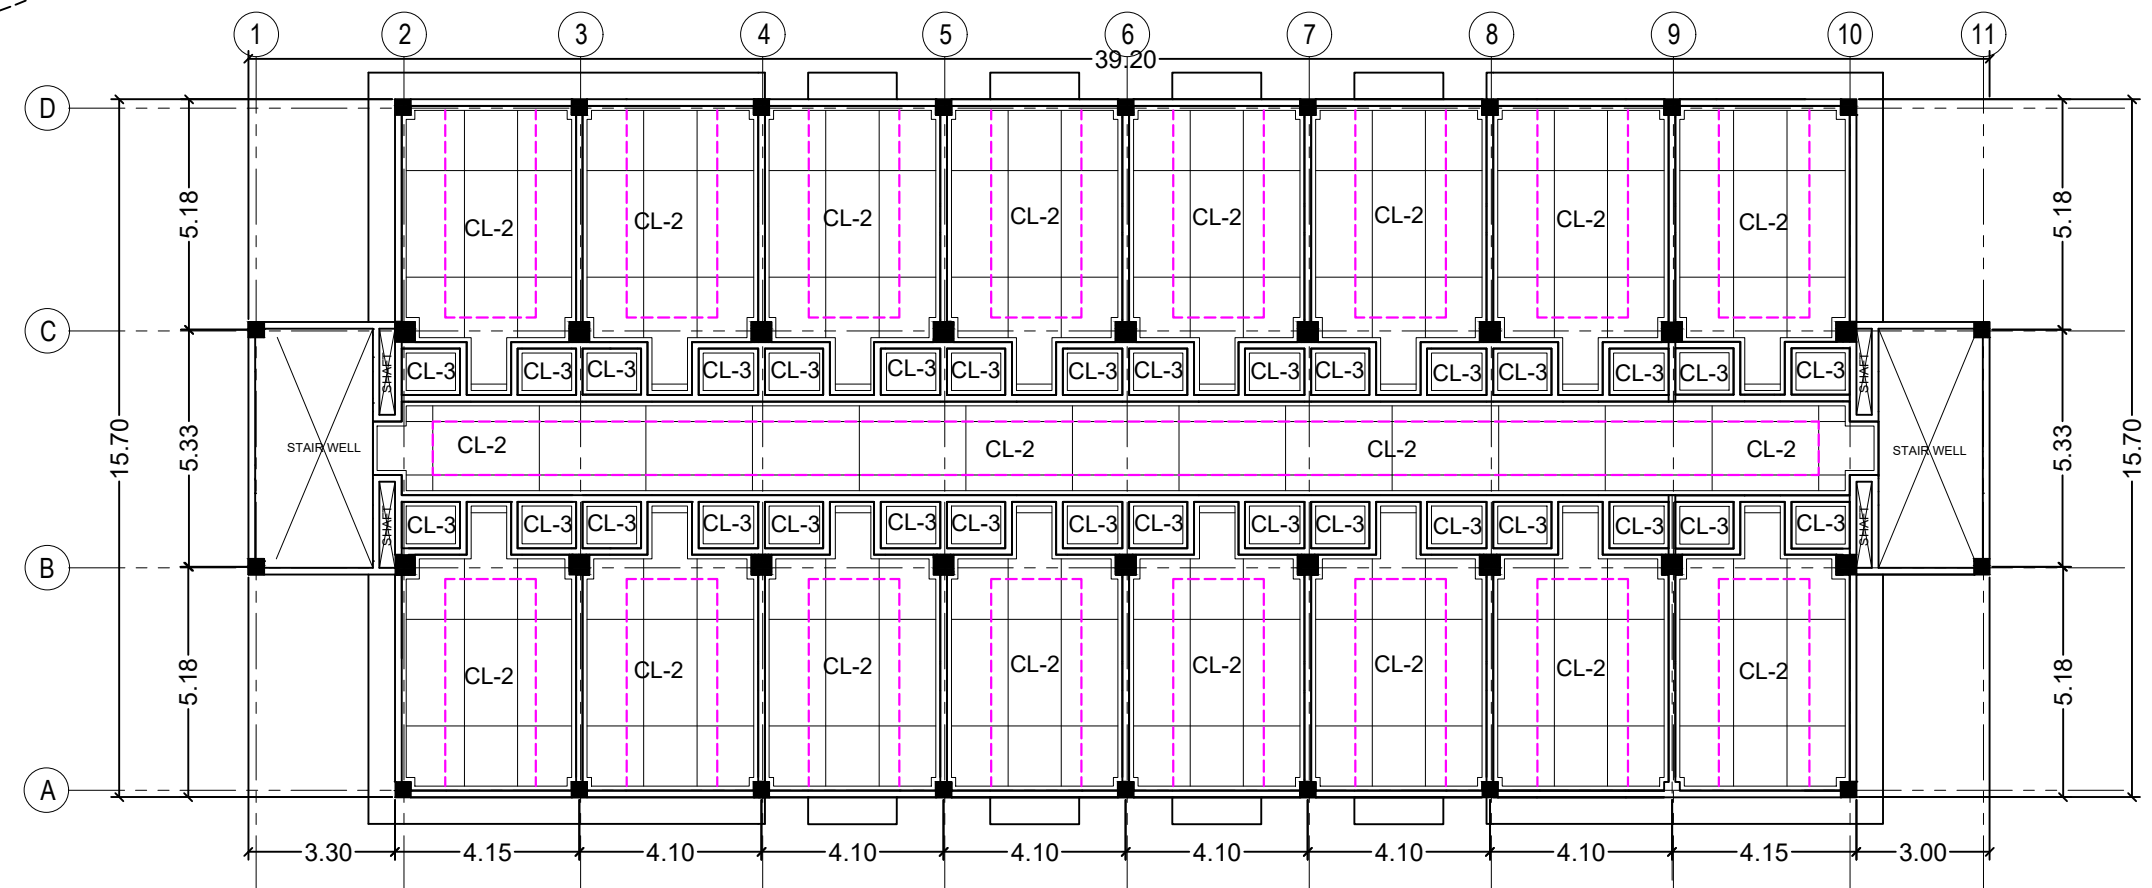 1 2 3 4 5 6 7 8 9 10 11
39.20
D
5.18 5.18
CL-2 CL-2 CL-2 CL-2 CL-2 CL-2 CL-2 CL-2
C
SHAFT CL-3 CL-3 CL-3 CL-3 CL-3 CL-3 CL-3 CL-3 CL-3 CL-3 CL-3 CL-3 CL-3 CL-3 CL-3 CL-3 SHAFT
15.70 5.33 STAIR WELL CL-2 CL-2 CL-2 CL-2 STAIR WELL 5.33 15.70
SHAFT CL-3 CL-3 CL-3 CL-3 CL-3 CL-3 CL-3 CL-3 CL-3 CL-3 CL-3 CL-3 CL-3 CL-3 CL-3 CL-3 SHAFT
B
5.18 CL-2 CL-2 CL-2 CL-2 CL-2 CL-2 CL-2 CL-2 5.18
A
3.30 4.15 4.10 4.10 4.10 4.10 4.10 4.10 4.15 3.00